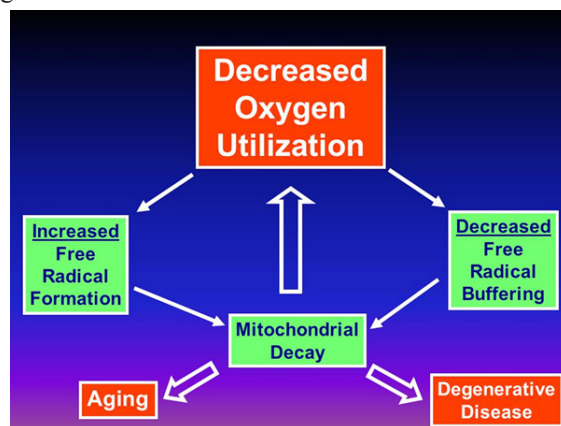 Decreased
Oxygen
Utilization
Increased
Free
Radical
Formation
Decreased
Free
Radical
Buffering
Mitochondrial
Decay
Aging
Degenerative
Disease